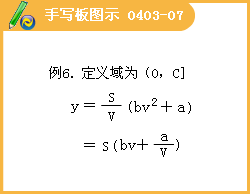 手写板图示 0403-07
例6. 定义域为(0, C]
y = S/V (bv² + a)
= S(bv + a/V)